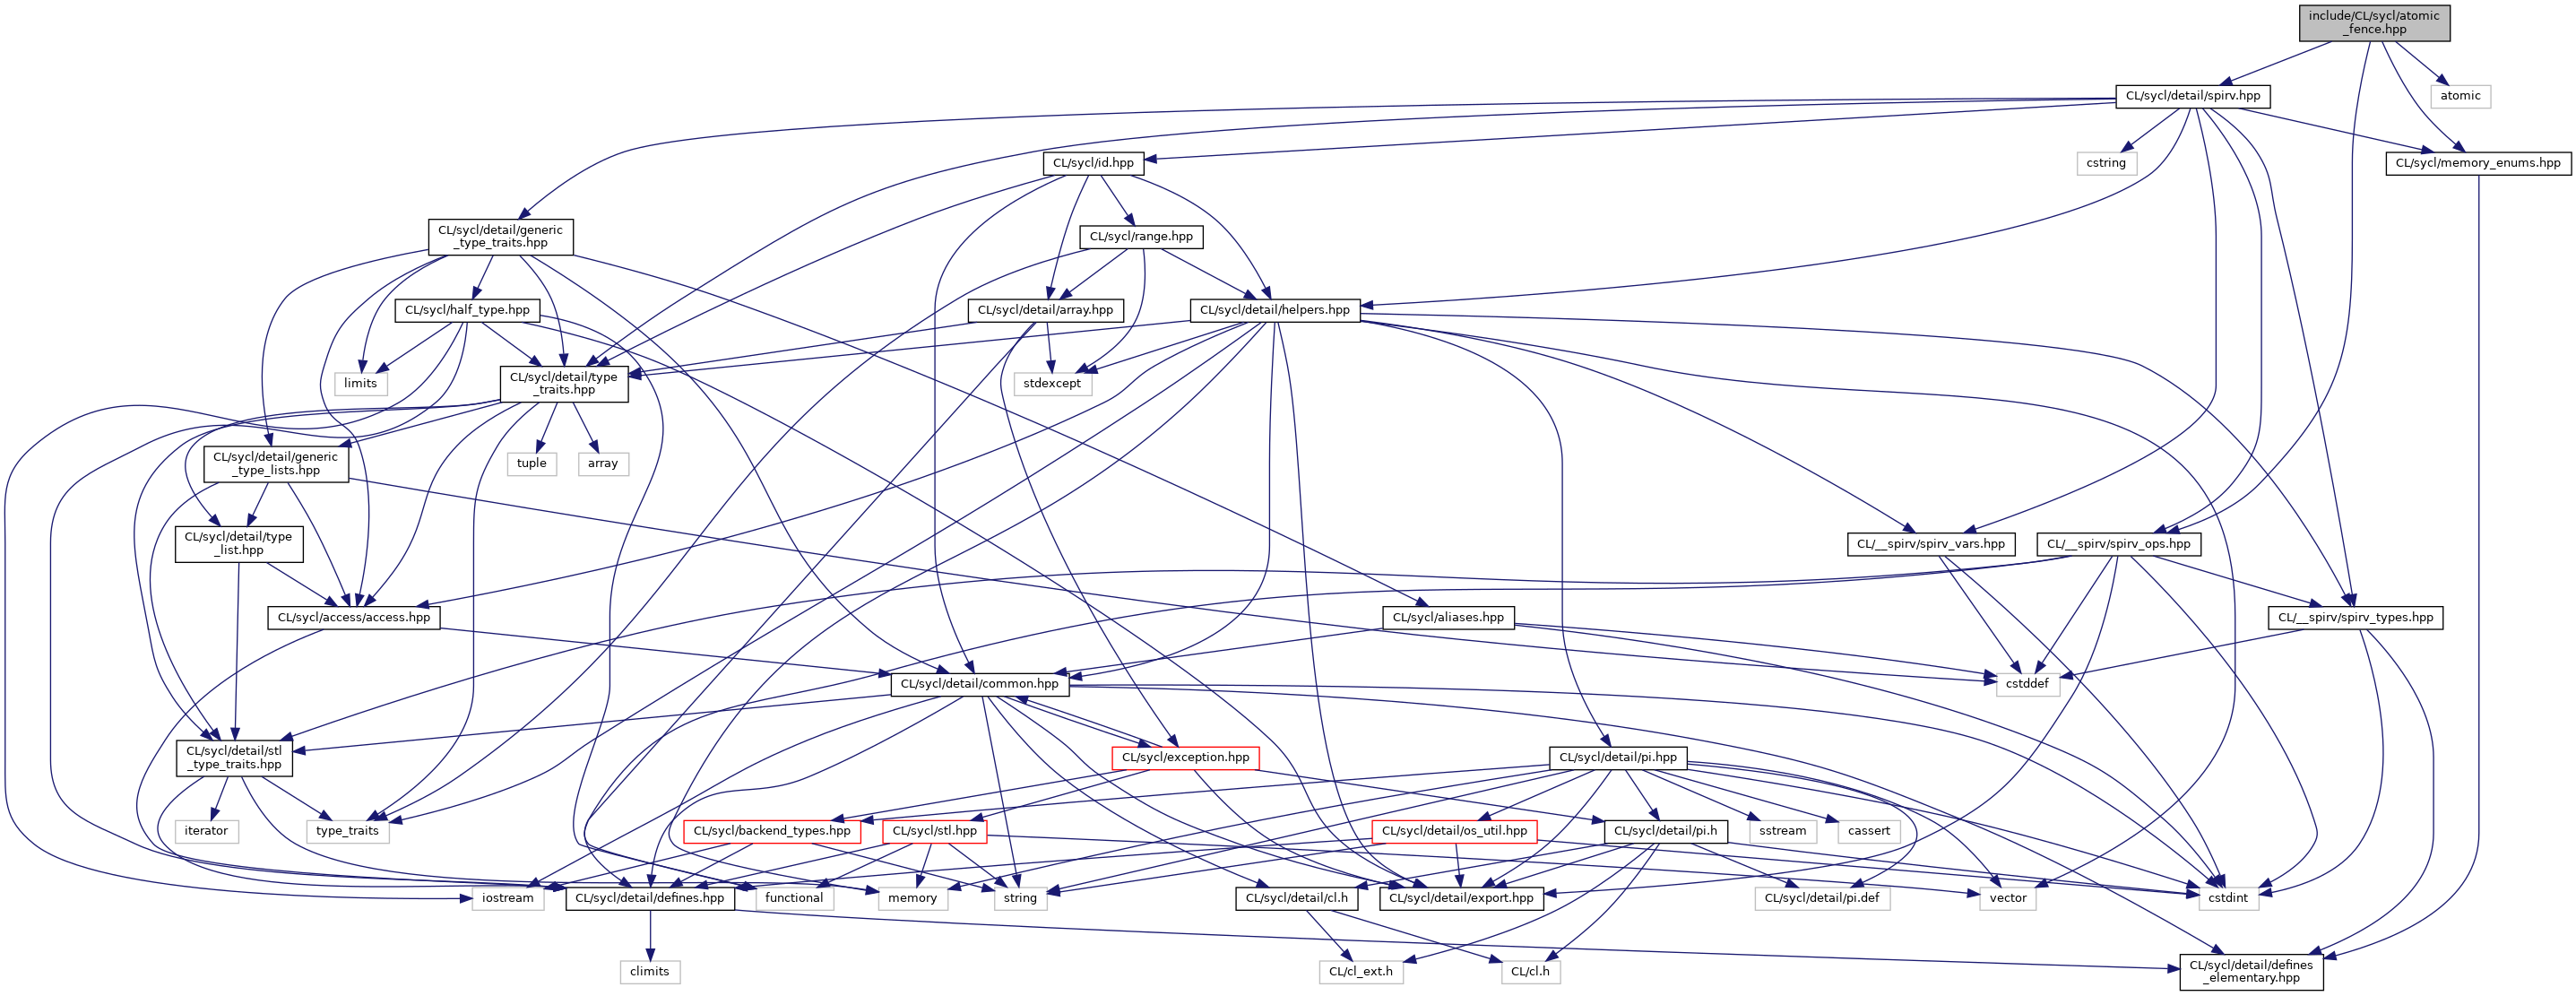 include/CL/sycl/atomic
_fence.hpp
CL/sycl/detail/spirv.hpp
atomic
CL/sycl/id.hpp
cstring
CL/sycl/memory_enums.hpp
CL/sycl/detail/generic
_type_traits.hpp
CL/sycl/range.hpp
CL/sycl/half_type.hpp
CL/sycl/detail/array.hpp
CL/sycl/detail/helpers.hpp
limits
CL/sycl/detail/type
_traits.hpp
stdexcept
CL/sycl/detail/generic
_type_lists.hpp
tuple
array
CL/sycl/detail/type
_list.hpp
CL/__spirv/spirv_vars.hpp
CL/__spirv/spirv_ops.hpp
CL/sycl/access/access.hpp
CL/sycl/aliases.hpp
CL/__spirv/spirv_types.hpp
CL/sycl/detail/common.hpp
cstddef
CL/sycl/detail/stl
_type_traits.hpp
CL/sycl/exception.hpp
CL/sycl/detail/pi.hpp
iterator
type_traits
CL/sycl/backend_types.hpp
CL/sycl/stl.hpp
CL/sycl/detail/os_util.hpp
CL/sycl/detail/pi.h
sstream
cassert
iostream
CL/sycl/detail/defines.hpp
functional
memory
string
CL/sycl/detail/cl.h
CL/sycl/detail/export.hpp
CL/sycl/detail/pi.def
vector
cstdint
climits
CL/cl_ext.h
CL/cl.h
CL/sycl/detail/defines
_elementary.hpp